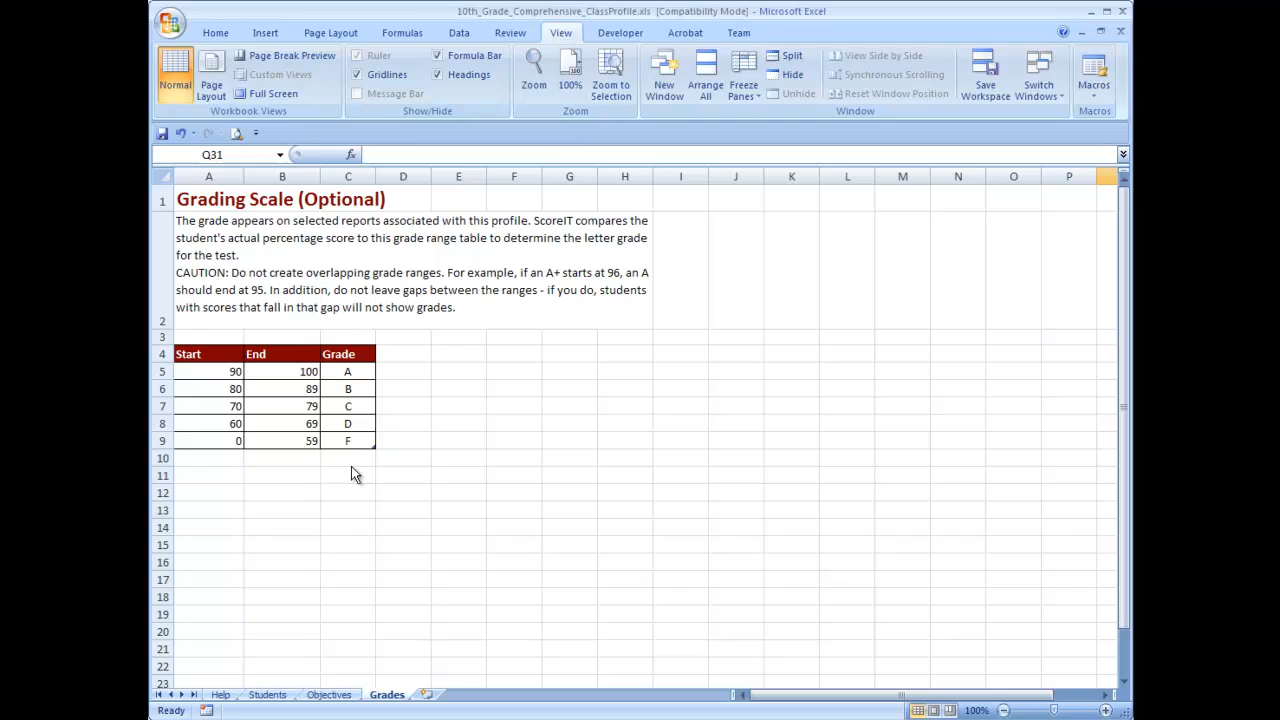 10th_Grade_Comprehensive_ClassProfile.xls [Compatibility Mode] - Microsoft Excel
Home Insert Page Layout Formulas Data Review View Developer Acrobat Team
Normal
Page Layout
Page Break Preview
Custom Views
Full Screen
Workbook Views
Ruler
Gridlines
Message Bar
Formula Bar
Headings
Show/Hide
Zoom
100%
Zoom to Selection
Zoom
New Window
Arrange All
Freeze Panes
Split
Hide
Unhide
View Side by Side
Synchronous Scrolling
Reset Window Position
Window
Save Workspace
Switch Windows
Macros
Macros
Q31 fx
A B C D E F G H I J K L M N O P
1 Grading Scale (Optional)
The grade appears on selected reports associated with this profile. ScoreIT compares the
student's actual percentage score to this grade range table to determine the letter grade
for the test.
CAUTION: Do not create overlapping grade ranges. For example, if an A+ starts at 96, an A
should end at 95. In addition, do not leave gaps between the ranges - if you do, students
with scores that fall in that gap will not show grades.
2
3
4 Start End Grade
5 90 100 A
6 80 89 B
7 70 79 C
8 60 69 D
9 0 59 F
10
11
12
13
14
15
16
17
18
19
20
21
22
23
Help Students Objectives Grades
Ready 100%